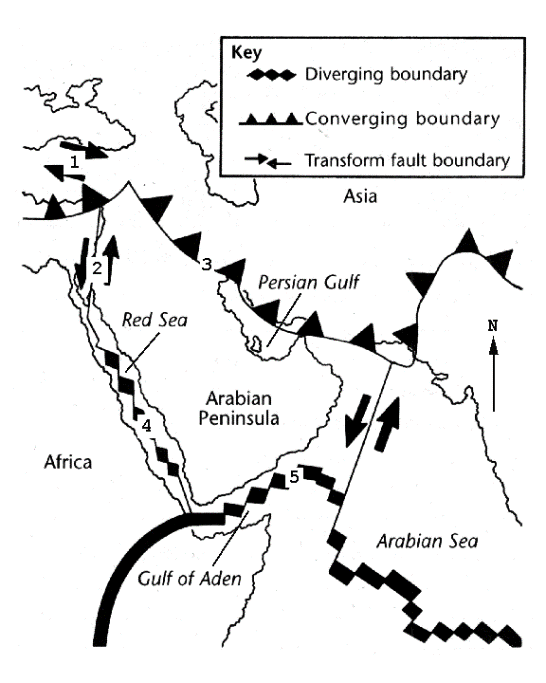 Key
Diverging boundary
Converging boundary
Transform fault boundary
1
Asia
2
3
Persian Gulf
Red Sea
N
Arabian
Peninsula
4
Africa
5
Arabian Sea
Gulf of Aden